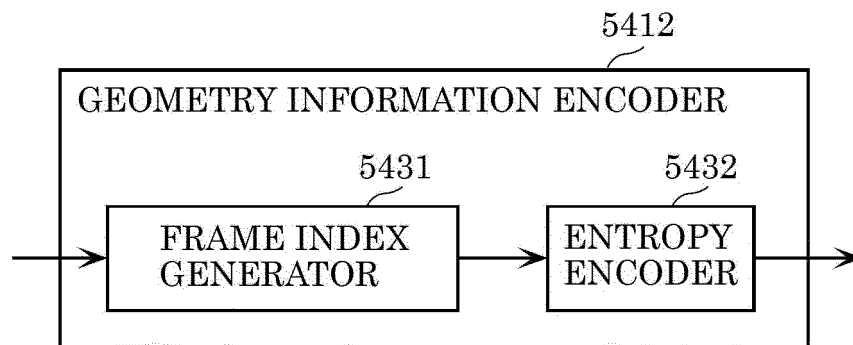 5412
GEOMETRY INFORMATION ENCODER
5431
5432
FRAME INDEX
GENERATOR
ENTROPY
ENCODER